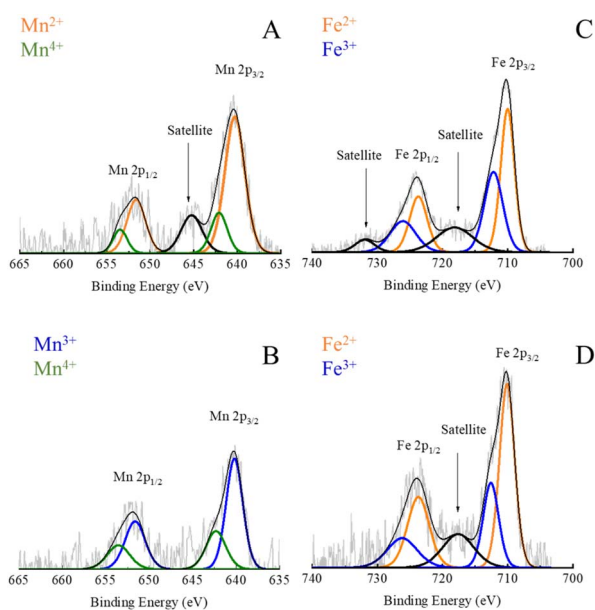 Mn²⁺
Mn⁴⁺
A
Mn 2p₃/₂
Satellite
Mn 2p₁/₂
665 660 655 650 645 640 635
Binding Energy (eV)
Fe²⁺
Fe³⁺
C
Fe 2p₃/₂
Satellite
Satellite
Fe 2p₁/₂
740 730 720 710 700
Binding Energy (eV)
Mn³⁺
Mn⁴⁺
B
Mn 2p₃/₂
Mn 2p₁/₂
665 660 655 650 645 640 635
Binding Energy (eV)
Fe²⁺
Fe³⁺
D
Fe 2p₃/₂
Satellite
Fe 2p₁/₂
740 730 720 710 700
Binding Energy (eV)